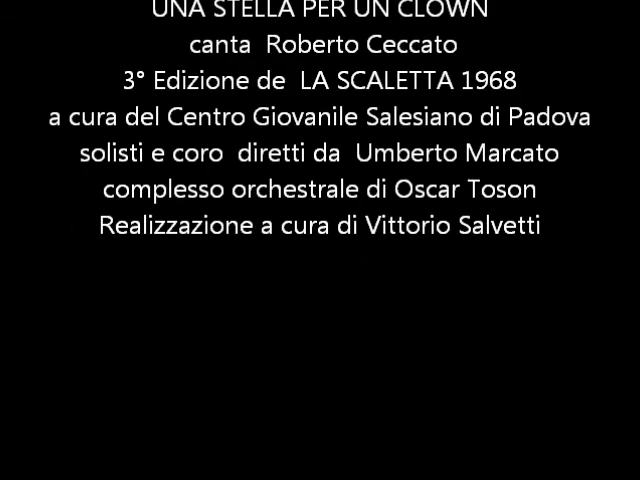 UNA STELLA PER UN CLOWN
canta  Roberto Ceccato
3° Edizione de  LA SCALETTA 1968
a cura del Centro Giovanile Salesiano di Padova
solisti e coro  diretti da  Umberto Marcato
complesso orchestrale di Oscar Toson
Realizzazione a cura di Vittorio Salvetti